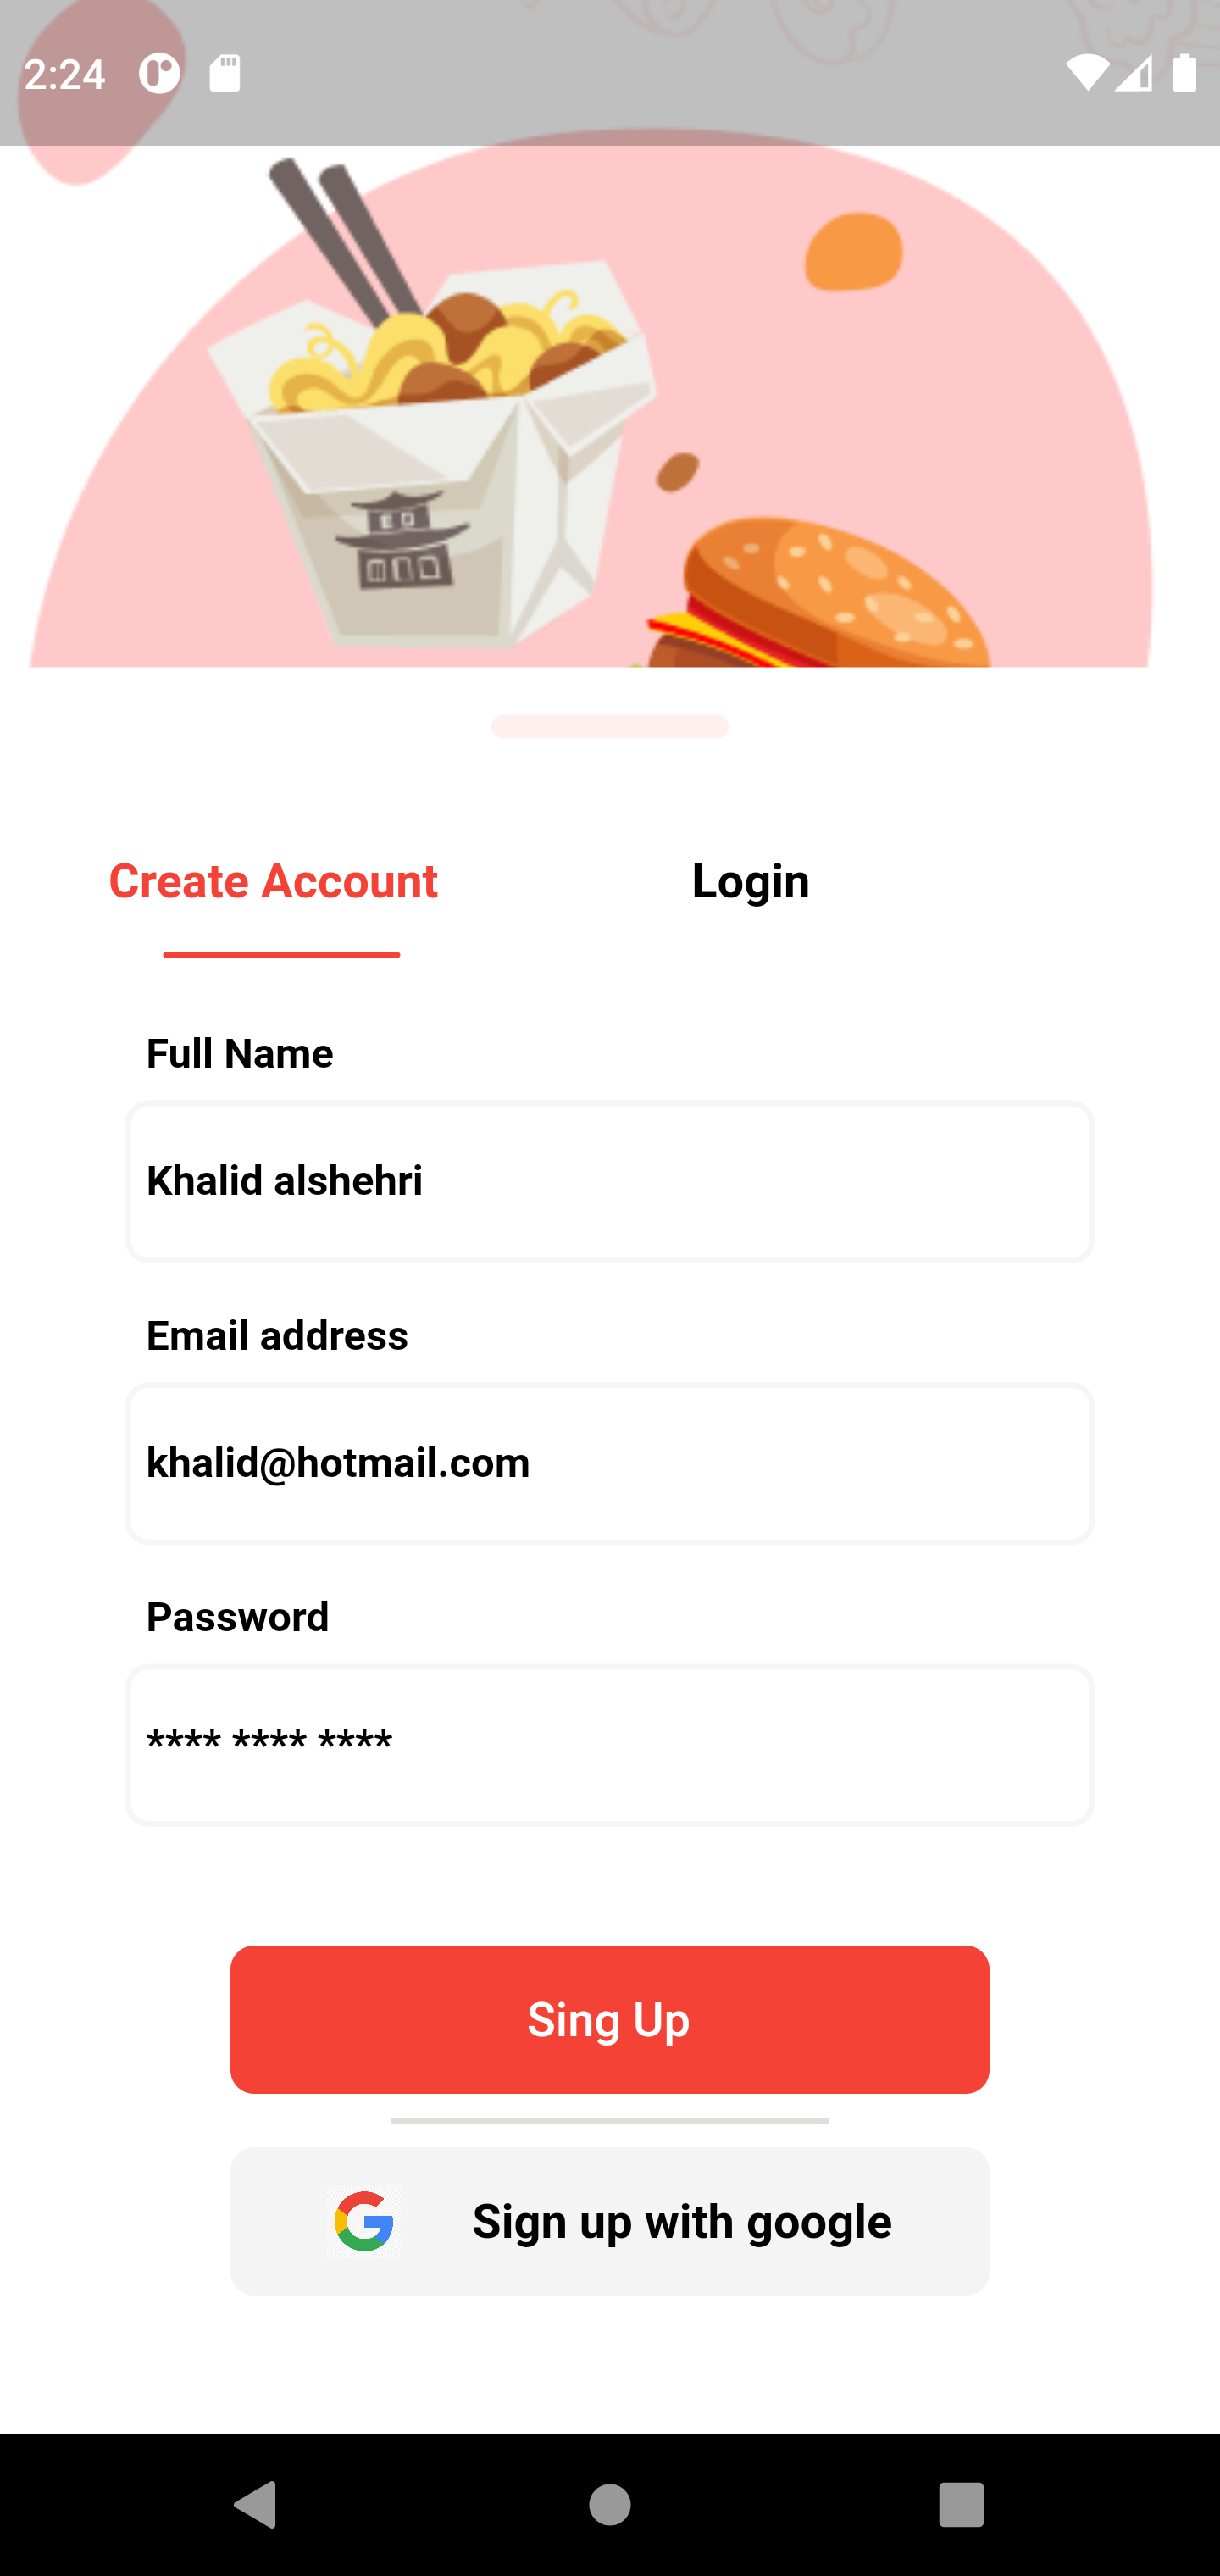 2:24
Create Account
Login
Full Name
Khalid alshehri
Email address
khalid@hotmail.com
Password
**** **** ****
Sing Up
Sign up with google